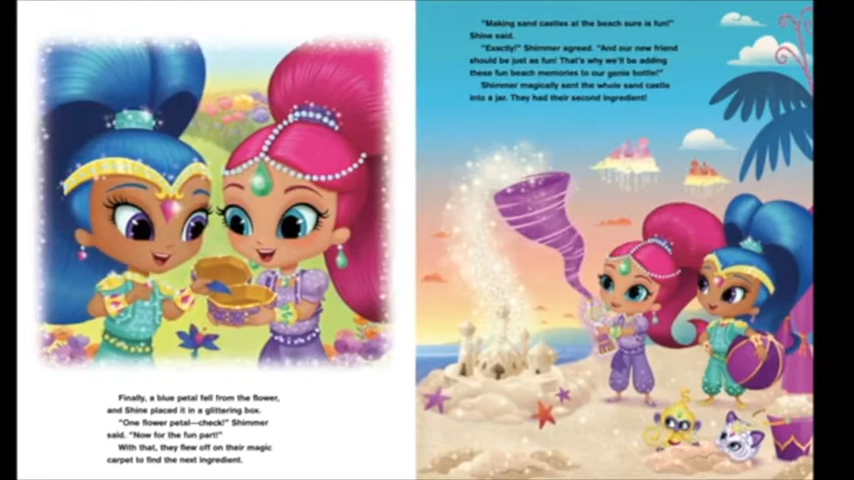 Finally, a blue petal fell from the flower,
and Shine placed it in a glittering box.
"One flower petal—check!" Shimmer
said. "Now for the fun part!"
With that, they flew off on their magic
carpet to find the next ingredient.
"Making sand castles at the beach sure is fun!"
Shine said.
"Exactly!" Shimmer agreed. "And our new friend
should be just as fun! That's why we'll be adding
these fun beach memories to our genie bottle!"
Shimmer magically sent the whole sand castle
into a jar. They had their second ingredient!